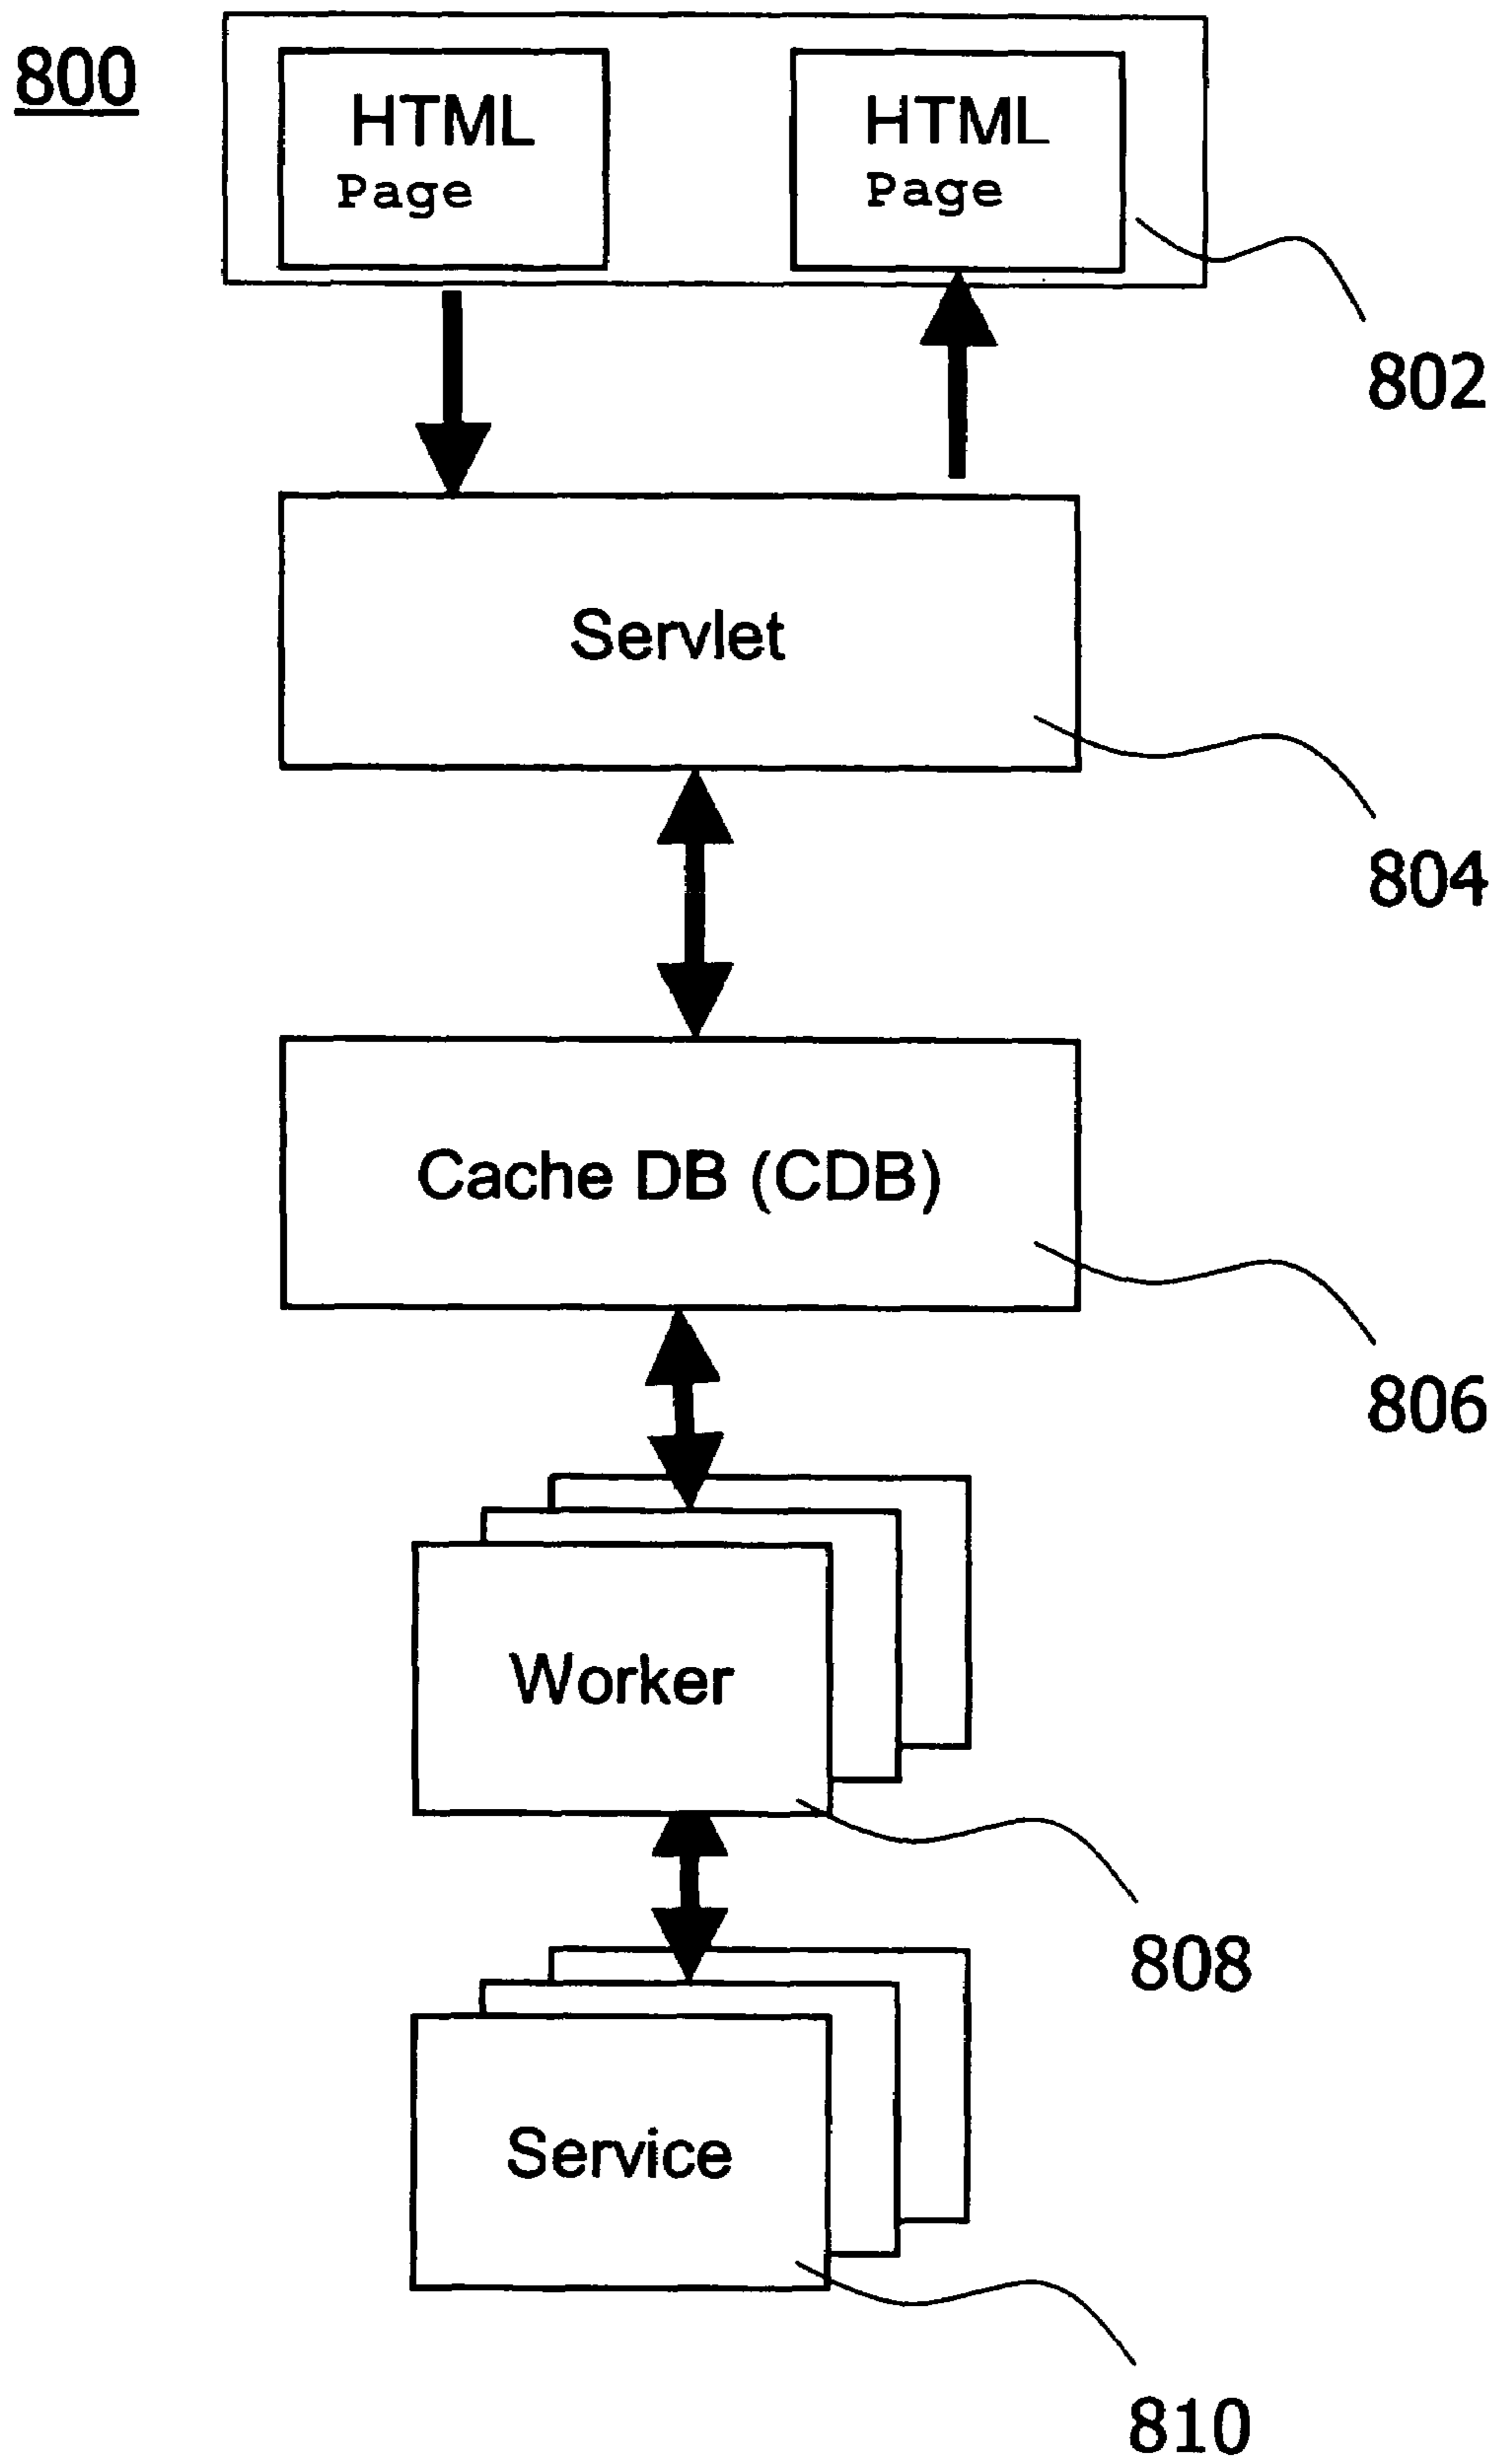 800
HTML
Page
HTML
Page
802
Servlet
804
Cache DB (CDB)
806
Worker
808
Service
810